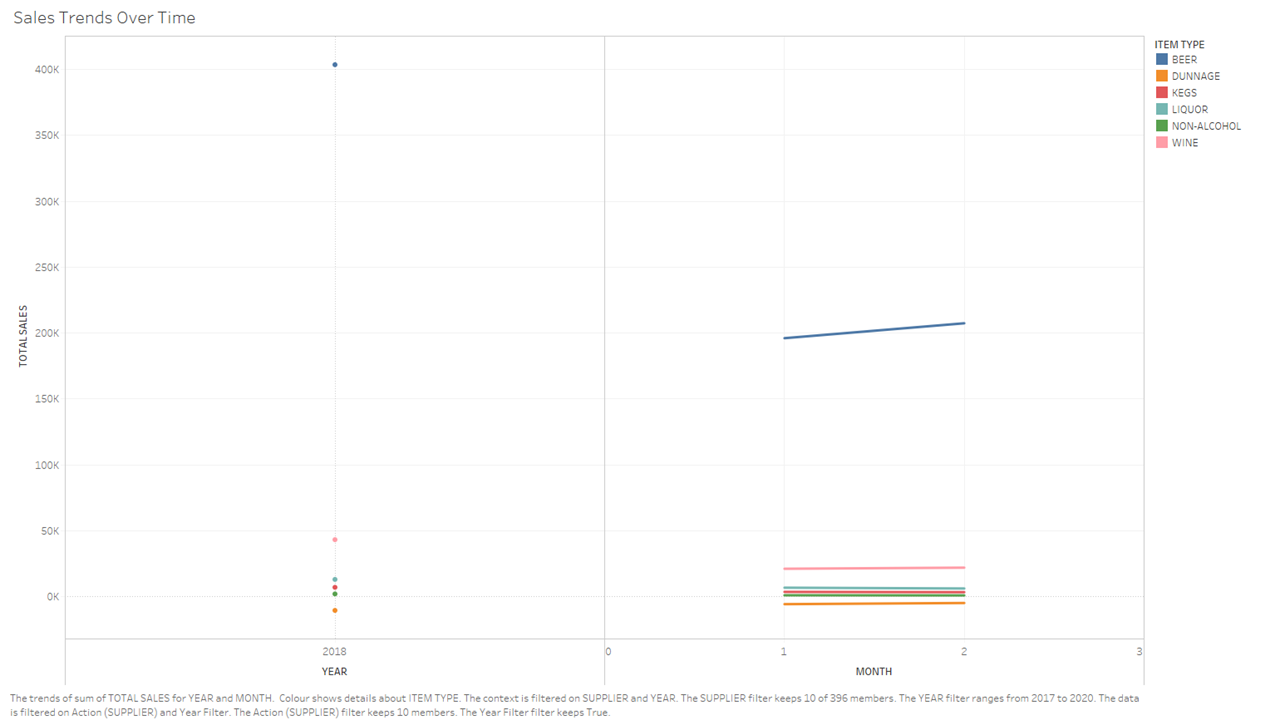 Sales Trends Over Time
ITEM TYPE
BEER
DUNNAGE
KEGS
LIQUOR
NON-ALCOHOL
WINE
400K
350K
300K
250K
200K
150K
100K
50K
0K
TOTAL SALES
2018
0
1
2
3
YEAR
MONTH
The trends of sum of TOTAL SALES for YEAR and MONTH.  Colour shows details about ITEM TYPE. The context is filtered on SUPPLIER and YEAR. The SUPPLIER filter keeps 10 of 396 members. The YEAR filter ranges from 2017 to 2020. The data
is filtered on Action (SUPPLIER) and Year Filter. The Action (SUPPLIER) filter keeps 10 members. The Year Filter filter keeps True.